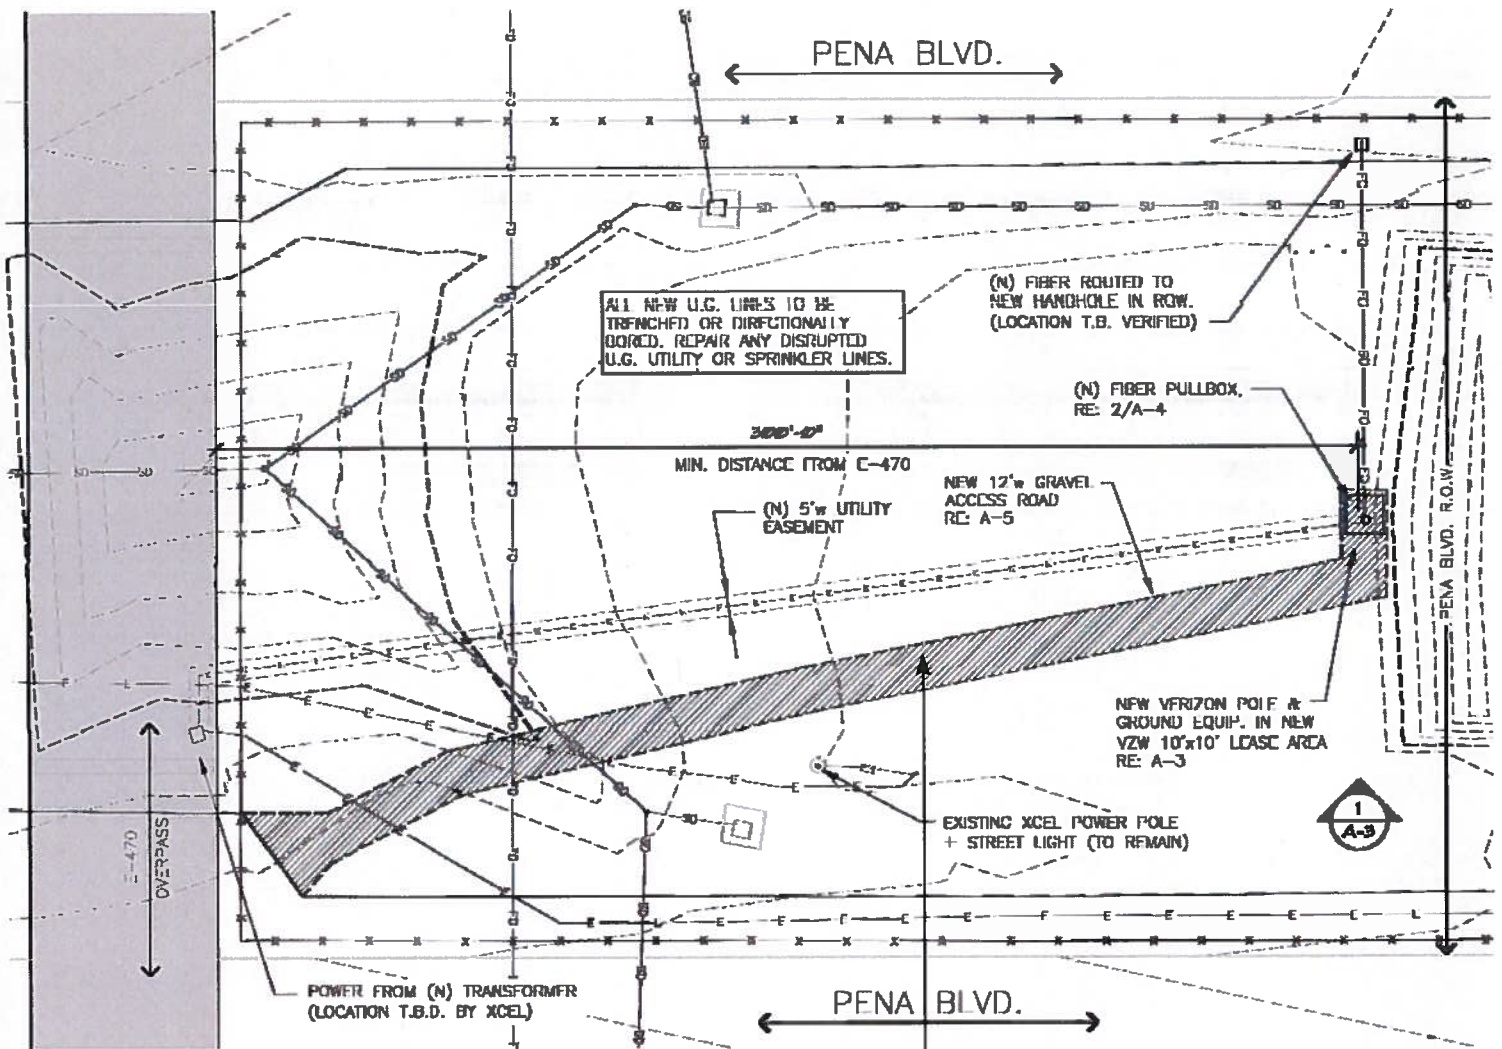 PENA BLVD.
ALL NEW U.G. LINES TO BE
TRENCHED OR DIRECTIONALLY
BORED. REPAIR ANY DISRUPTED
U.G. UTILITY OR SPRINKLER LINES.
(N) FIBER ROUTED TO
NEW HANDHOLE IN ROW.
(LOCATION T.B. VERIFIED)
(N) FIBER PULLBOX.
RE: 2/A-4
MIN. DISTANCE FROM E-470
NEW 12'w GRAVEL
ACCESS ROAD
RE: A-5
(N) 5'w UTILITY
EASEMENT
PENA BLVD. R.O.W.
NEW VERIZON POLE &
GROUND EQUIP. IN NEW
VZW 10'x10' LEASE AREA
RE: A-3
1
A-3
EXISTING XCEL POWER POLE
+ STREET LIGHT (TO REMAIN)
E-470
OVERPASS
POWER FROM (N) TRANSFORMER
(LOCATION T.B.D. BY XCEL)
PENA BLVD.